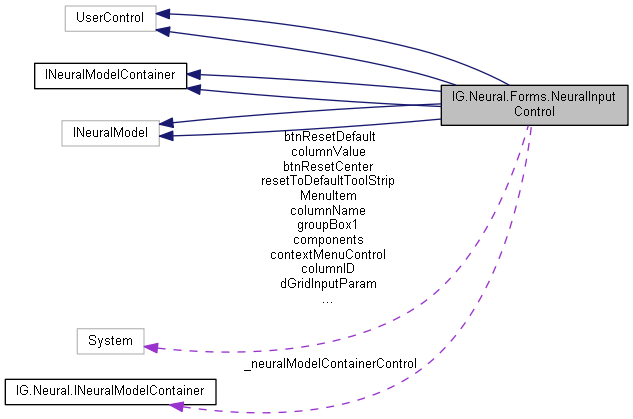 UserControl
INeuralModelContainer
IG.Neural.Forms.NeuralInput
Control
INeuralModel
btnResetDefault
columnValue
btnResetCenter
resetToDefaultToolStrip
MenuItem
columnName
groupBox1
components
contextMenuControl
columnID
dGridInputParam
...
System
_neuralModelContainerControl
IG.Neural.INeuralModelContainer